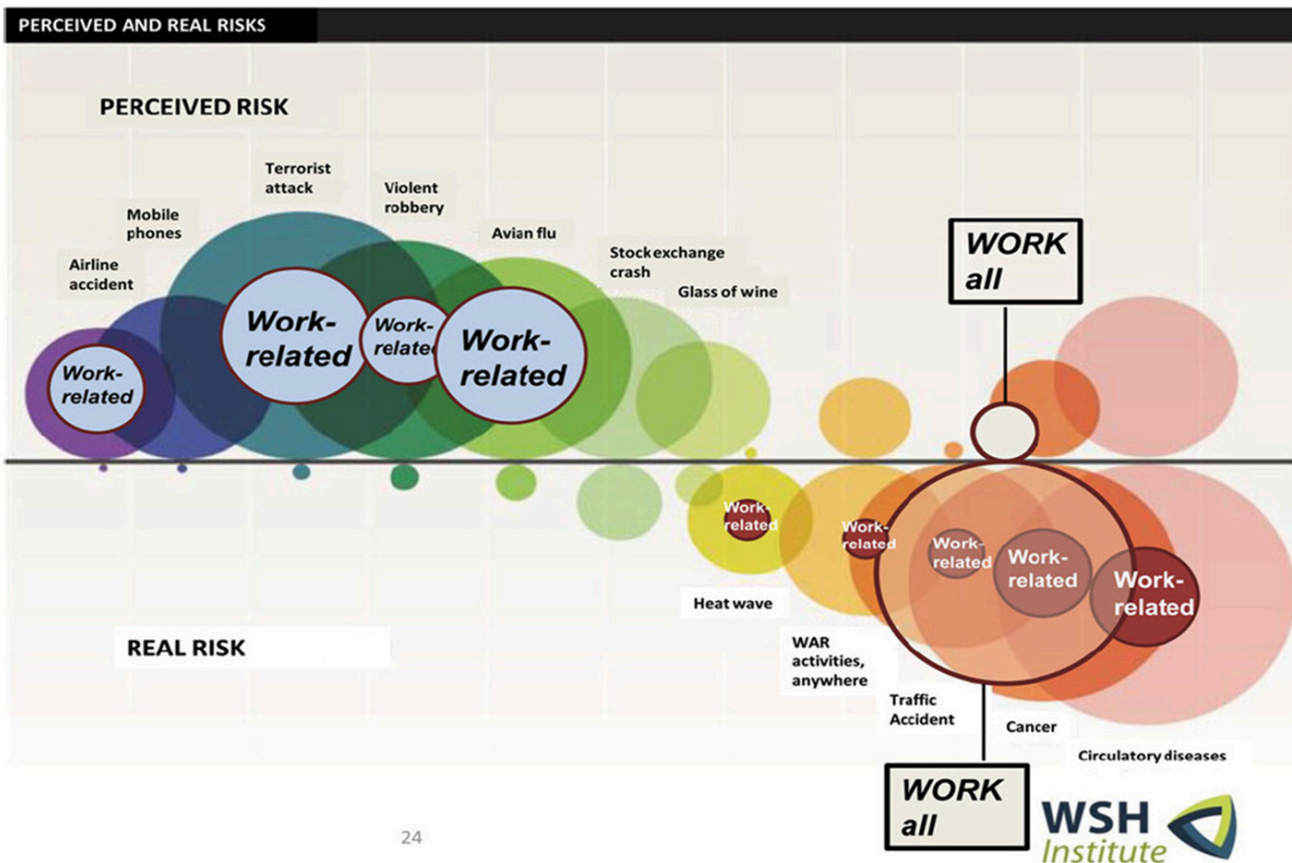 PERCEIVED AND REAL RISKS
PERCEIVED RISK
Terrorist
attack
Violent
robbery
Mobile
phones
Avian flu
Airline
accident
Stock exchange
crash
Glass of wine
WORK
all
Work-
related
Work-
related
Work-
related
Work-
related
Work-
related
Work-
related
Work-
related
Work-
related
Work-
related
Heat wave
REAL RISK
WAR
activities,
anywhere
Traffic
Accident
Cancer
Circulatory diseases
WORK
all
24
WSH
Institute